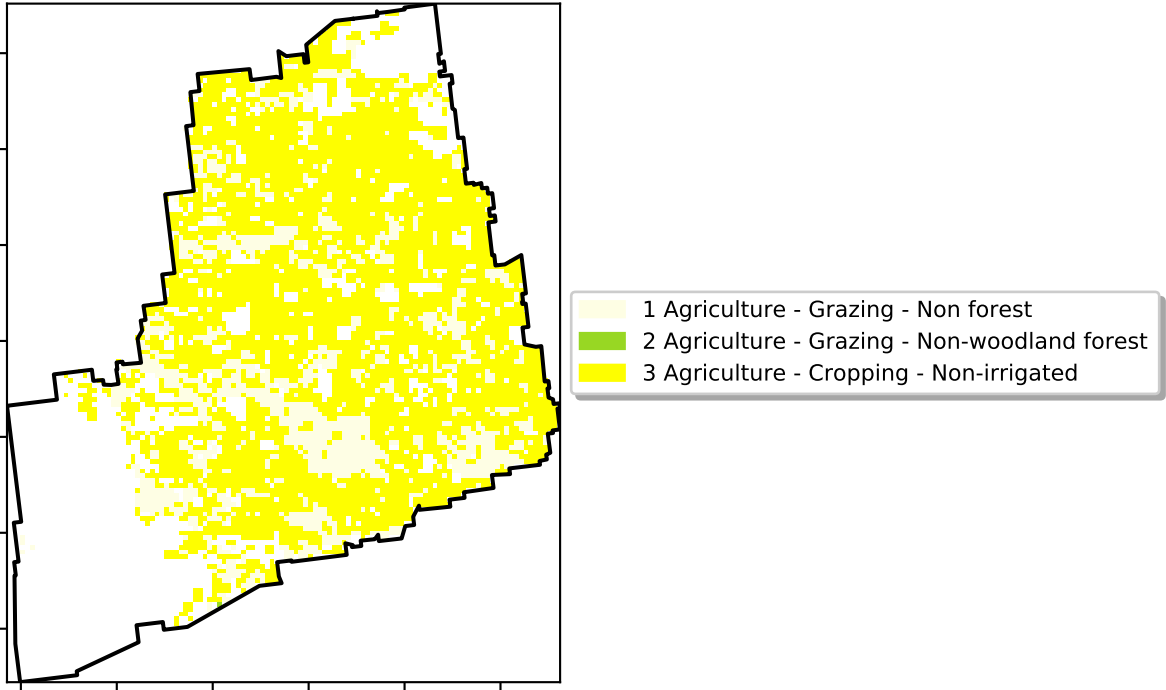 1 Agriculture - Grazing - Non forest
2 Agriculture - Grazing - Non-woodland forest
3 Agriculture - Cropping - Non-irrigated